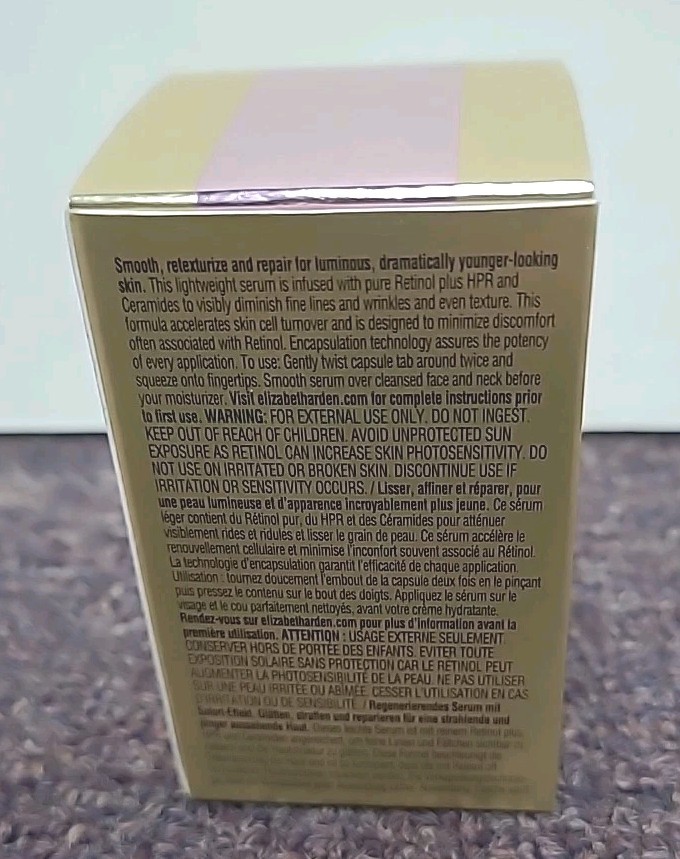 Smooth, retexturize and repair for luminous, dramatically younger-looking
skin. This lightweight serum is infused with pure Retinol plus HPR and
Ceramides to visibly diminish fine lines and wrinkles and even texture. This
formula accelerates skin cell turnover and is designed to minimize discomfort
often associated with Retinol. Encapsulation technology assures the potency
of every application. To use: Gently twist capsule tab around twice and
squeeze onto fingertips. Smooth serum over cleansed face and neck before
your moisturizer. Visit elizabetharden.com for complete instructions prior
to first use. WARNING: FOR EXTERNAL USE ONLY. DO NOT INGEST.
KEEP OUT OF REACH OF CHILDREN. AVOID UNPROTECTED SUN
EXPOSURE AS RETINOL CAN INCREASE SKIN PHOTOSENSITIVITY. DO
NOT USE ON IRRITATED OR BROKEN SKIN. DISCONTINUE USE IF
IRRITATION OR SENSITIVITY OCCURS. / Lisser, affiner et réparer, pour
une peau lumineuse et d'apparence incroyablement plus jeune. Ce sérum
léger contient du Rétinol pur, du HPR et des Céramides pour atténuer
visiblement rides et ridules et lisser le grain de peau. Ce sérum accélère le
renouvellement cellulaire et minimise l'inconfort souvent associé au Rétinol.
La technologie d'encapsulation garantit l'efficacité de chaque application.
Utilisation : tournez doucement l'embout de la capsule deux fois en le pinçant
puis pressez le contenu sur le bout des doigts. Appliquez le sérum sur le
visage et le cou parfaitement nettoyés, avant votre crème hydratante.
Rendez-vous sur elizabetharden.com pour plus d'information avant la
première utilisation. ATTENTION : USAGE EXTERNE SEULEMENT.
CONSERVER HORS DE PORTÉE DES ENFANTS. EVITER TOUTE
EXPOSITION SOLAIRE SANS PROTECTION CAR LE RETINOL PEUT
AUGMENTER LA PHOTOSENSIBILITÉ DE LA PEAU. NE PAS UTILISER
SUR UNE PEAU IRRITÉE OU ABÎMÉE. CESSER L'UTILISATION EN CAS
D'IRRITATION OU DE SENSIBILITÉ. / Regenerierendes Serum mit
Glätten, straffen und reparieren für eine strahlende und
jünger aussehende Haut. Dieses leichte Serum ist mit reinem Retinol plus